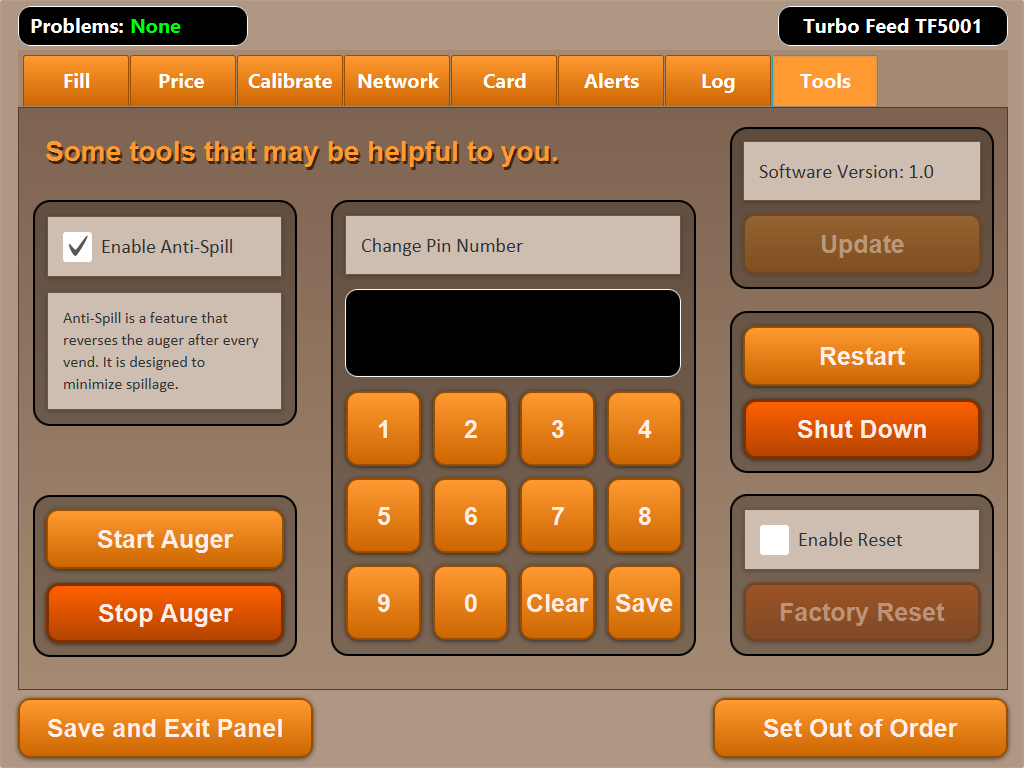 Problems: None
Turbo Feed TF5001
Fill
Price
Calibrate
Network
Card
Alerts
Log
Tools
Some tools that may be helpful to you.
Enable Anti-Spill
Anti-Spill is a feature that
reverses the auger after every
vend. It is designed to
minimize spillage.
Start Auger
Stop Auger
Change Pin Number
1
2
3
4
5
6
7
8
9
0
Clear
Save
Software Version: 1.0
Update
Restart
Shut Down
Enable Reset
Factory Reset
Save and Exit Panel
Set Out of Order